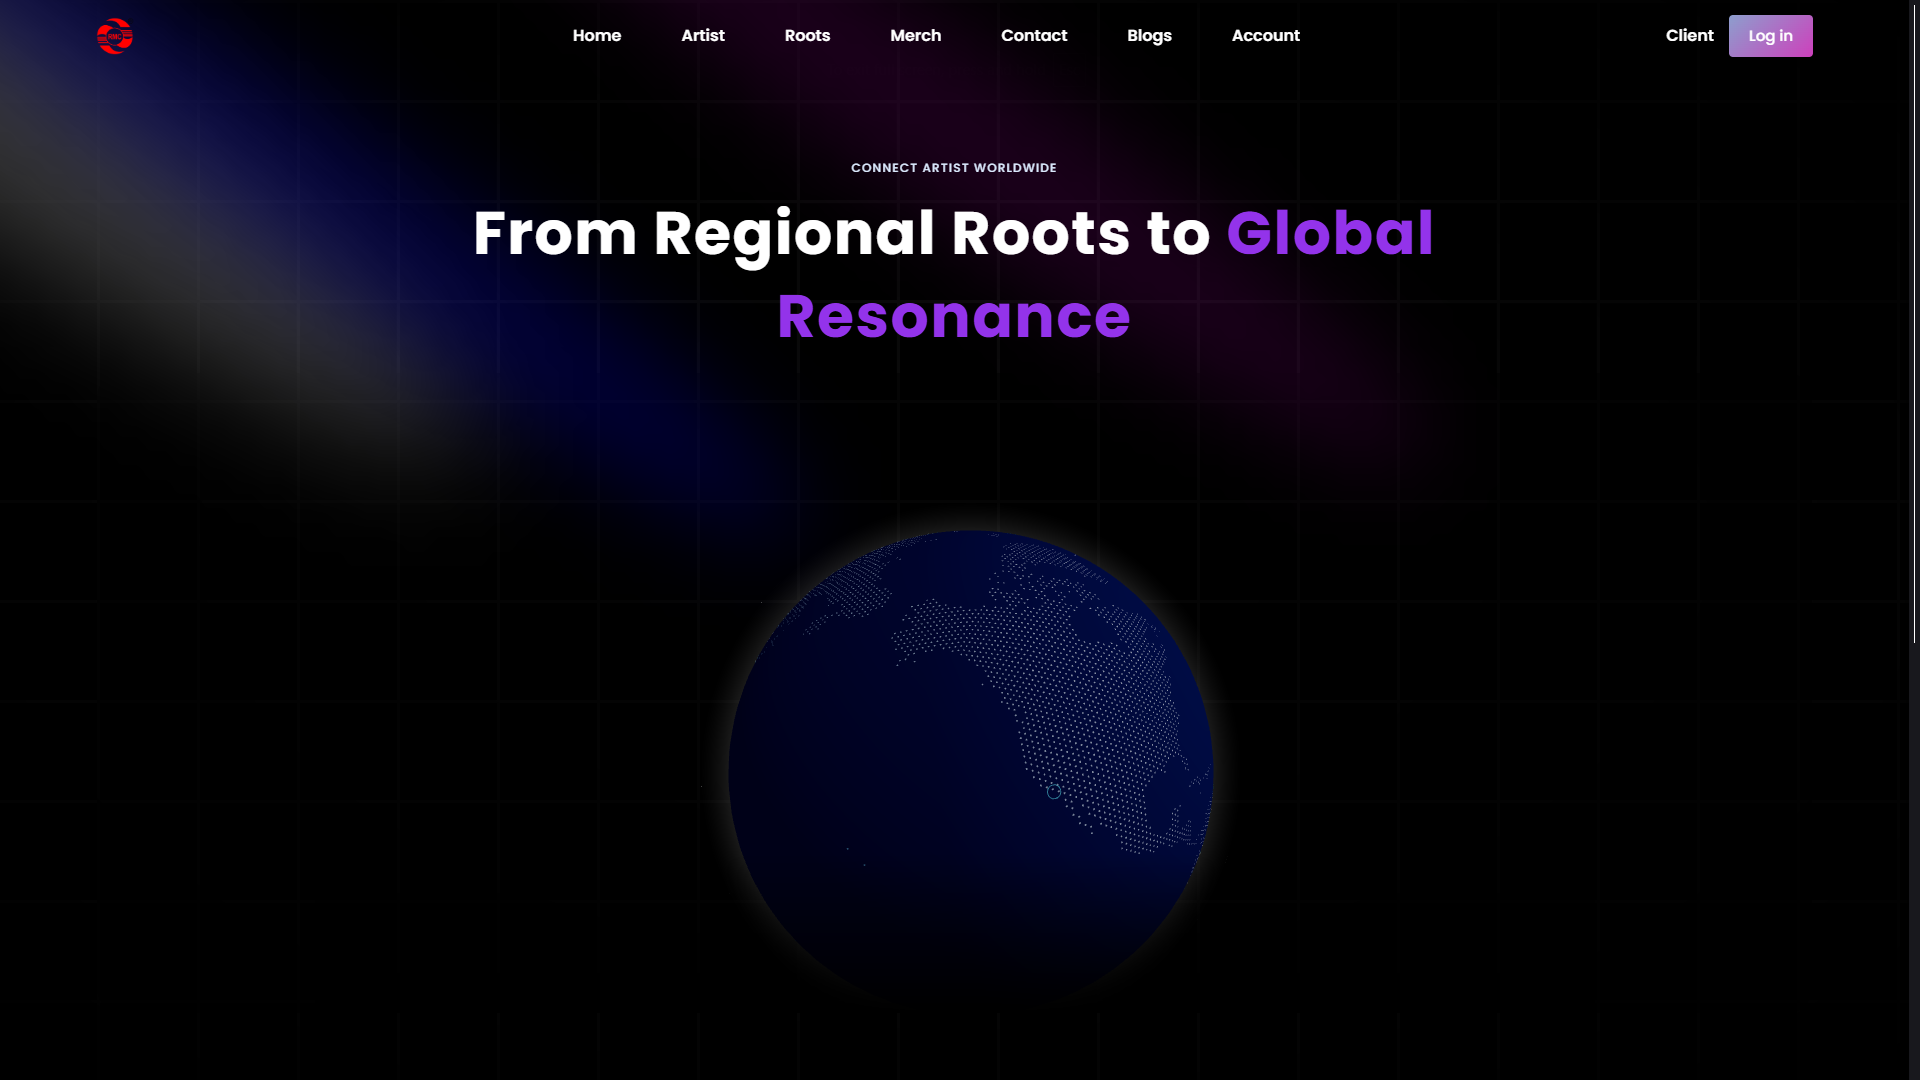 Home Artist Roots Merch Contact Blogs Account Client Log in
CONNECT ARTIST WORLDWIDE
From Regional Roots to Global
Resonance